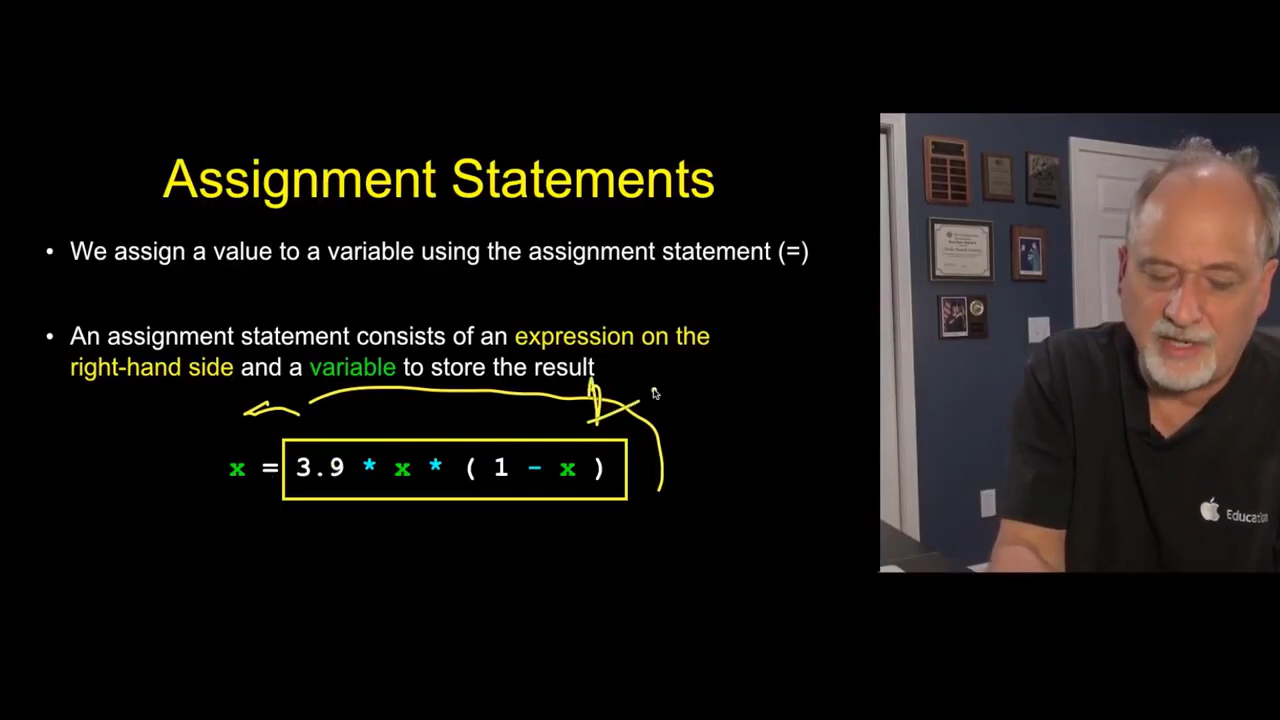 Assignment Statements
• We assign a value to a variable using the assignment statement (=)
• An assignment statement consists of an expression on the
right-hand side and a variable to store the result
x = 3.9 * x * ( 1 - x )
Education